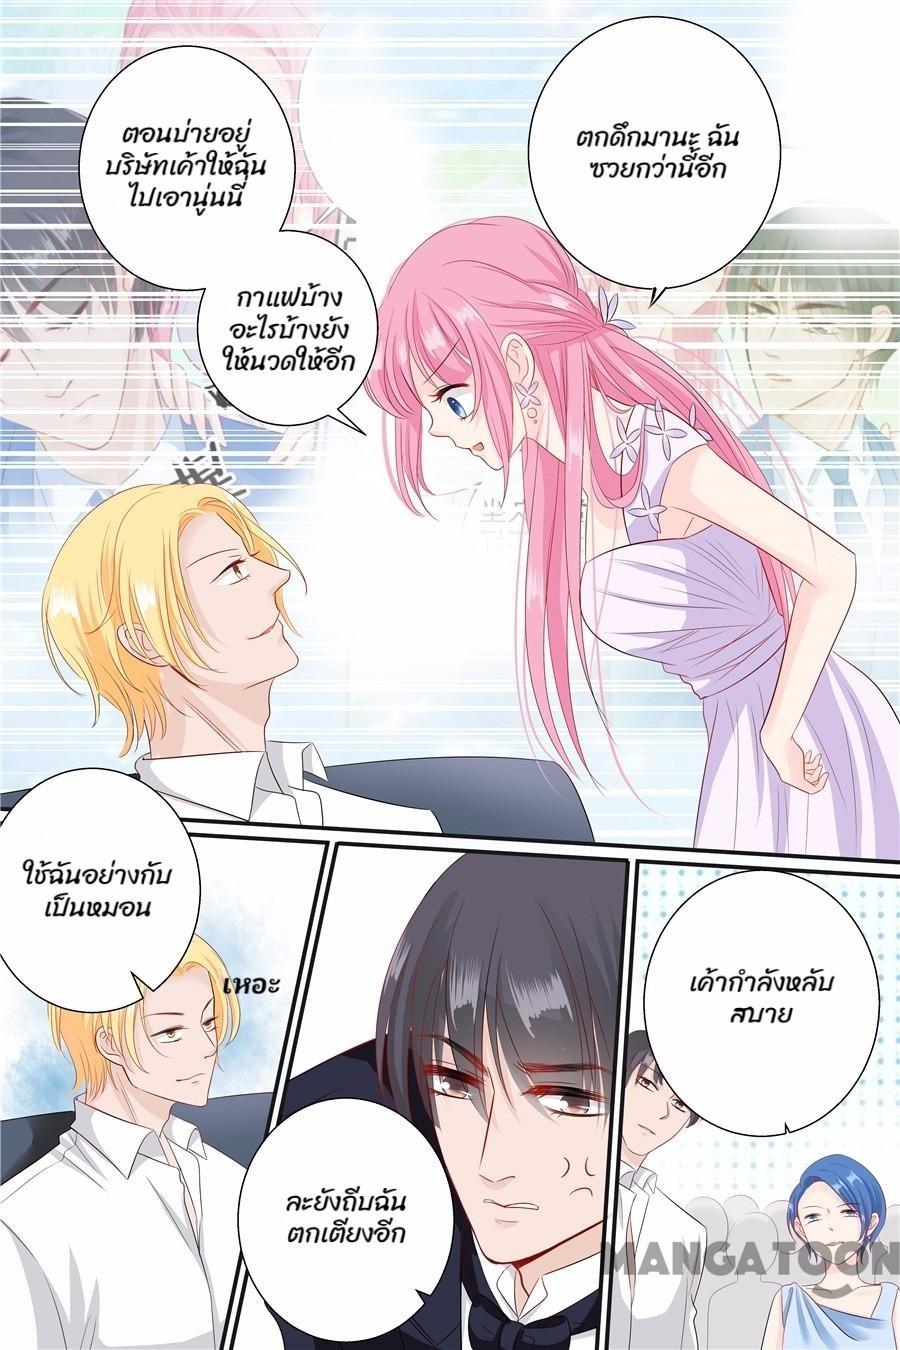 ตอนบ่ายอยู่
บริษัทเค้าให้ฉัน
ไปเอานู่นนี่
กาแฟบ้าง
อะไรบ้างยัง
ให้นวดให้อีก
ตกดึกมานะ ฉัน
ซวยกว่านี้อีก
ใช้ฉันอย่างกับ
เป็นหมอน
เหอะ
ละยังถีบฉัน
ตกเตียงอีก
เค้ากำลังหลับ
สบาย
MANGATOON